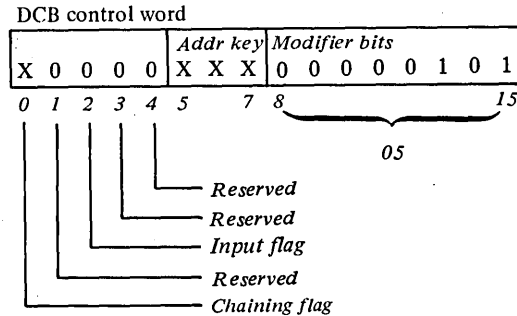 DCB control word
Addr key Modifier bits
X 0 0 0 0 X X X 0 0 0 0 0 1 0 1
0 1 2 3 4 5 7 8 15
05
Reserved
Reserved
Input flag
Reserved
Chaining flag